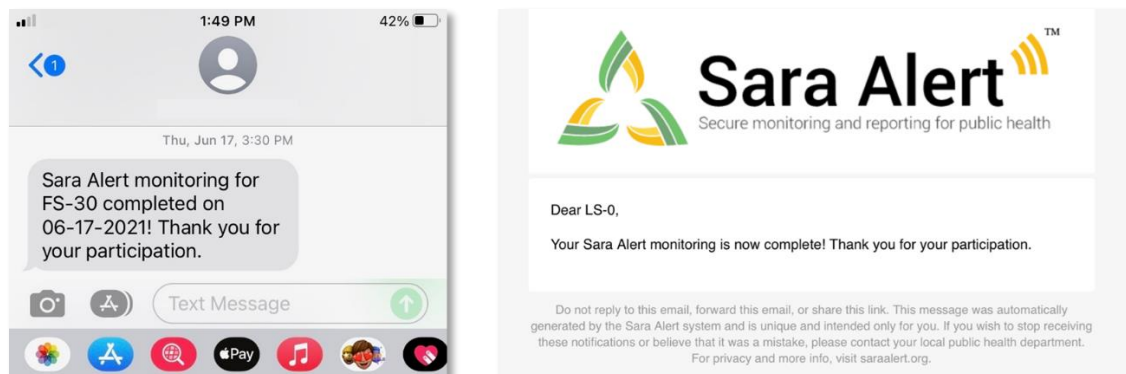 1:49 PM
42%
1
Thu, Jun 17, 3:30 PM
Sara Alert monitoring for
FS-30 completed on
06-17-2021! Thank you for
your participation.
Text Message
Pay
Sara Alert™
Secure monitoring and reporting for public health
Dear LS-0,
Your Sara Alert monitoring is now complete! Thank you for your participation.
Do not reply to this email, forward this email, or share this link. This message was automatically
generated by the Sara Alert system and is unique and intended only for you. If you wish to stop receiving
these notifications or believe that it was a mistake, please contact your local public health department.
For privacy and more info, visit saraalert.org.